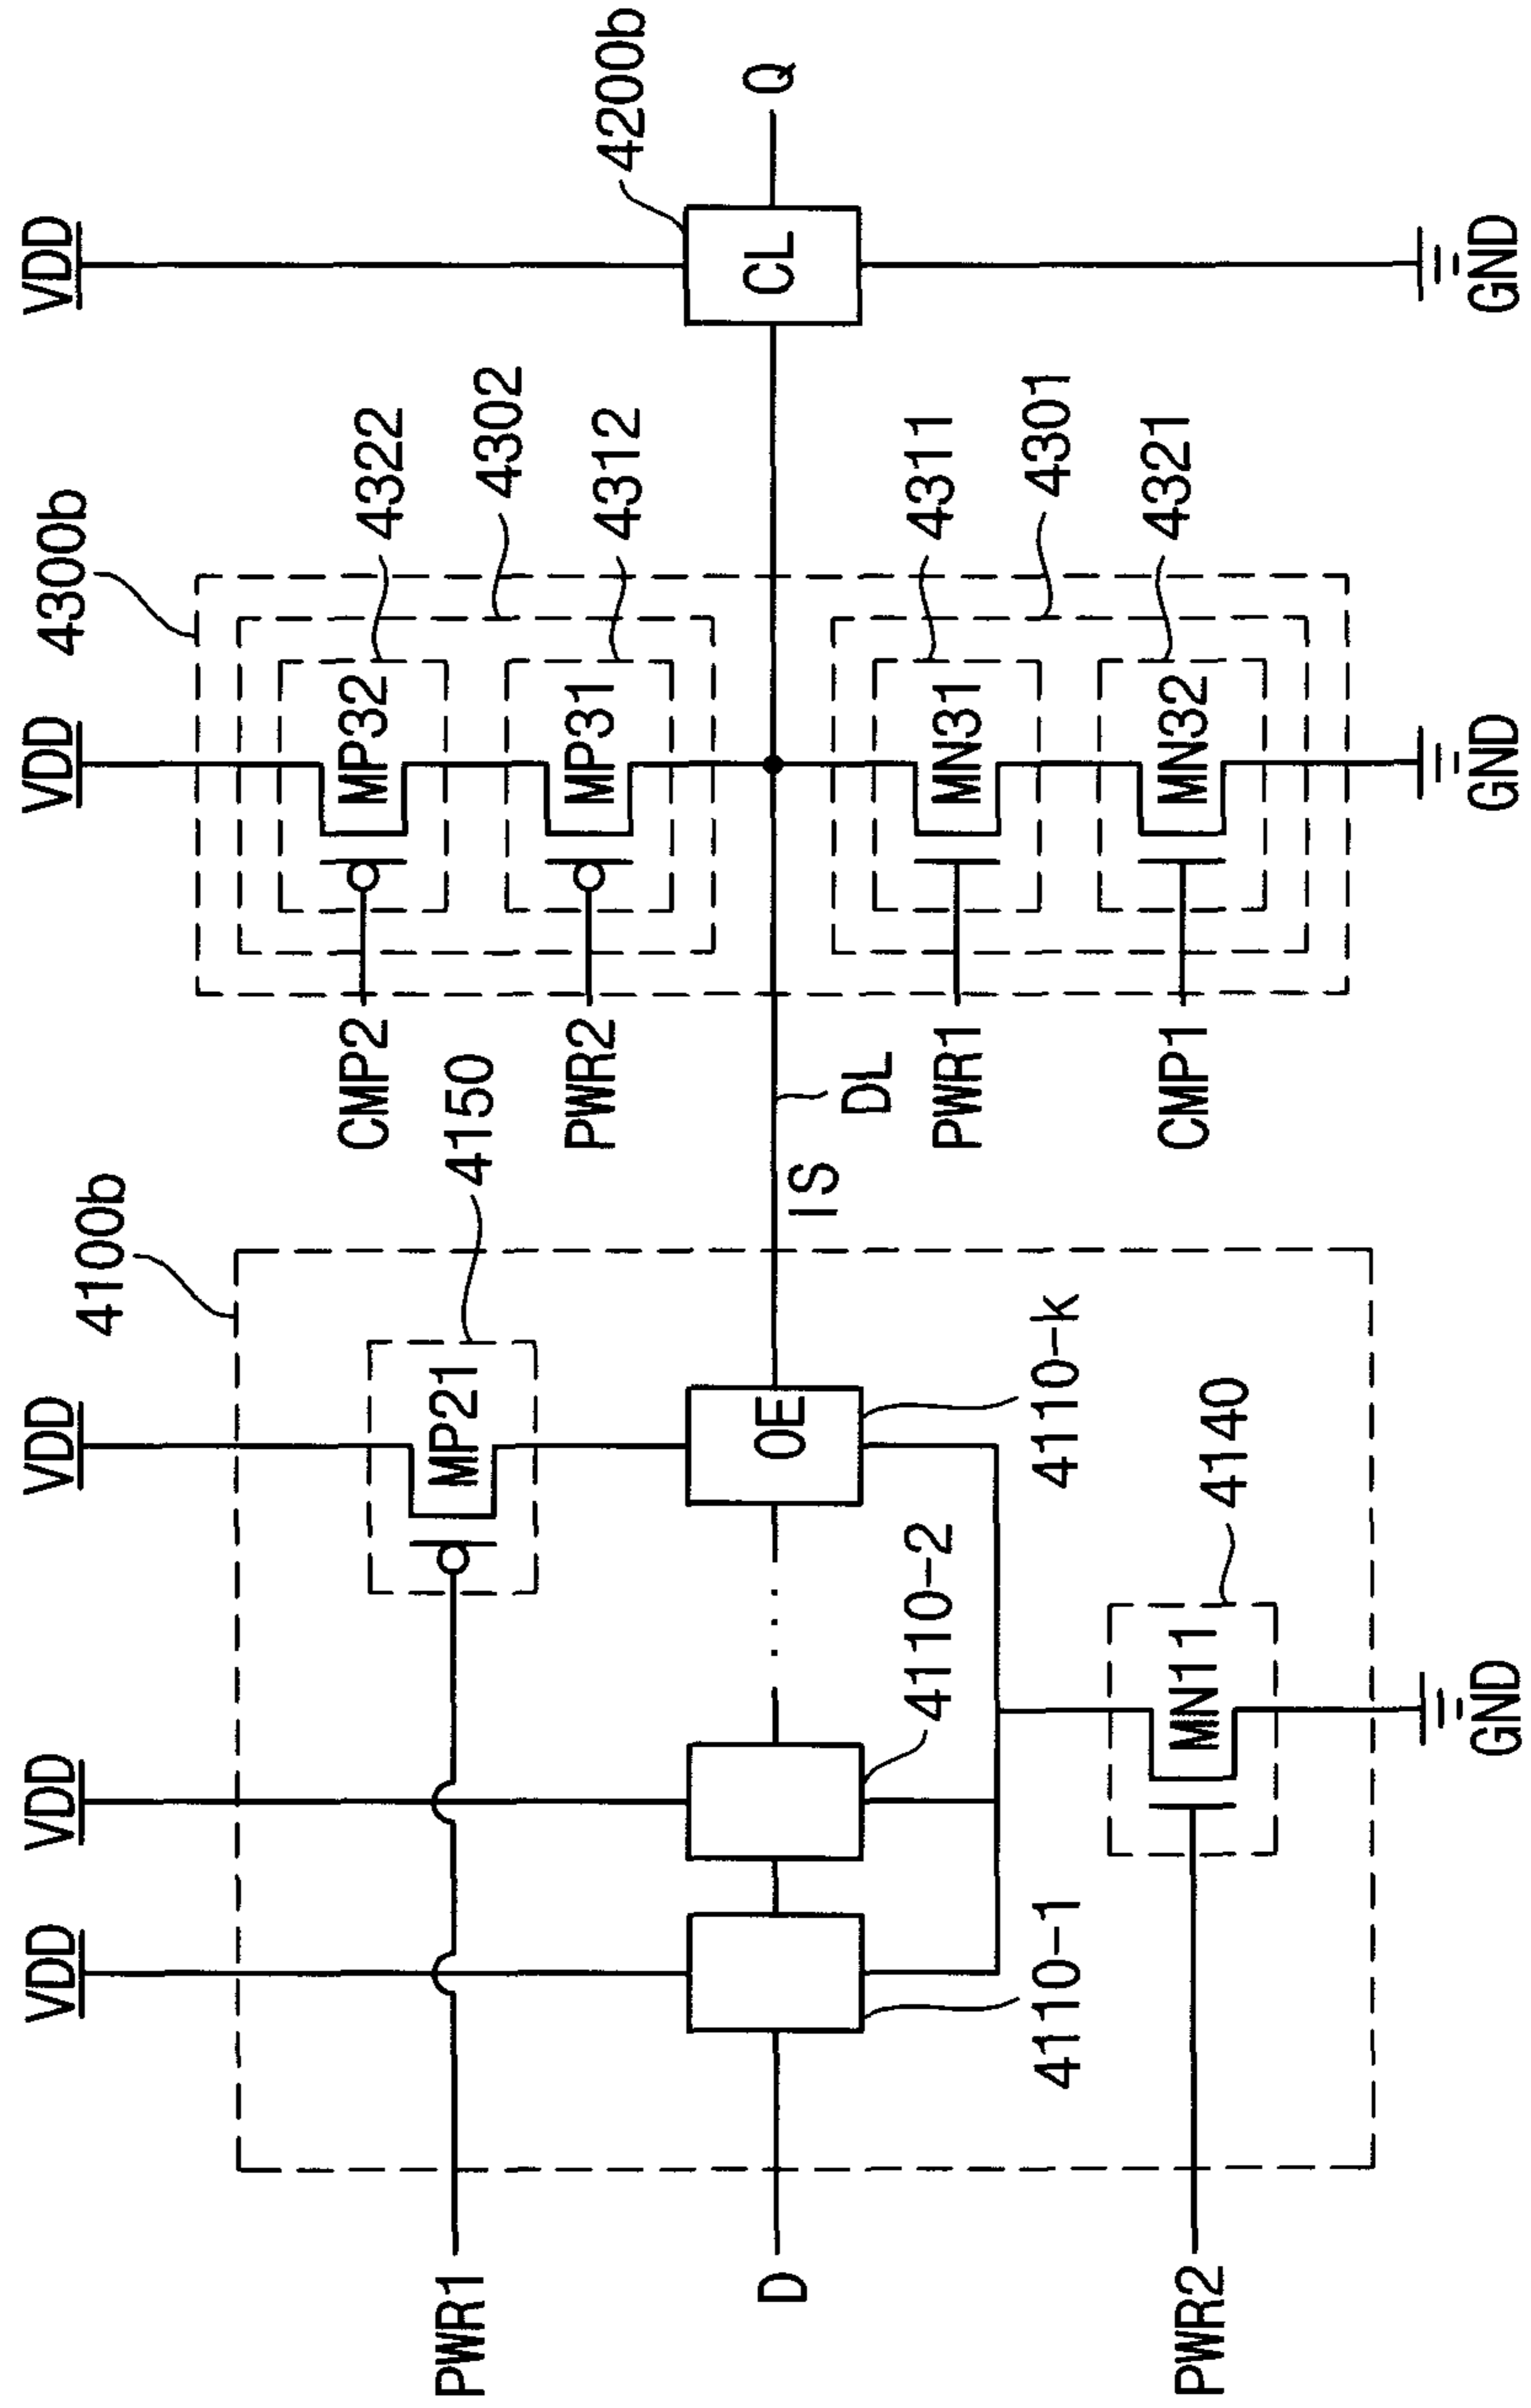 VDD
VDD
VDD
VDD
VDD
4100b
4300b
4200b
PWR1
MP21
4150
CMP2
MP32
4322
PWR2
MP31
4302
4312
D
OE
IS
DL
CL
Q
4110-1
4110-2
4110-k
PWR1
MN31
4311
PWR2
MN11
4140
CMP1
MN32
4301
4321
GND
GND
GND